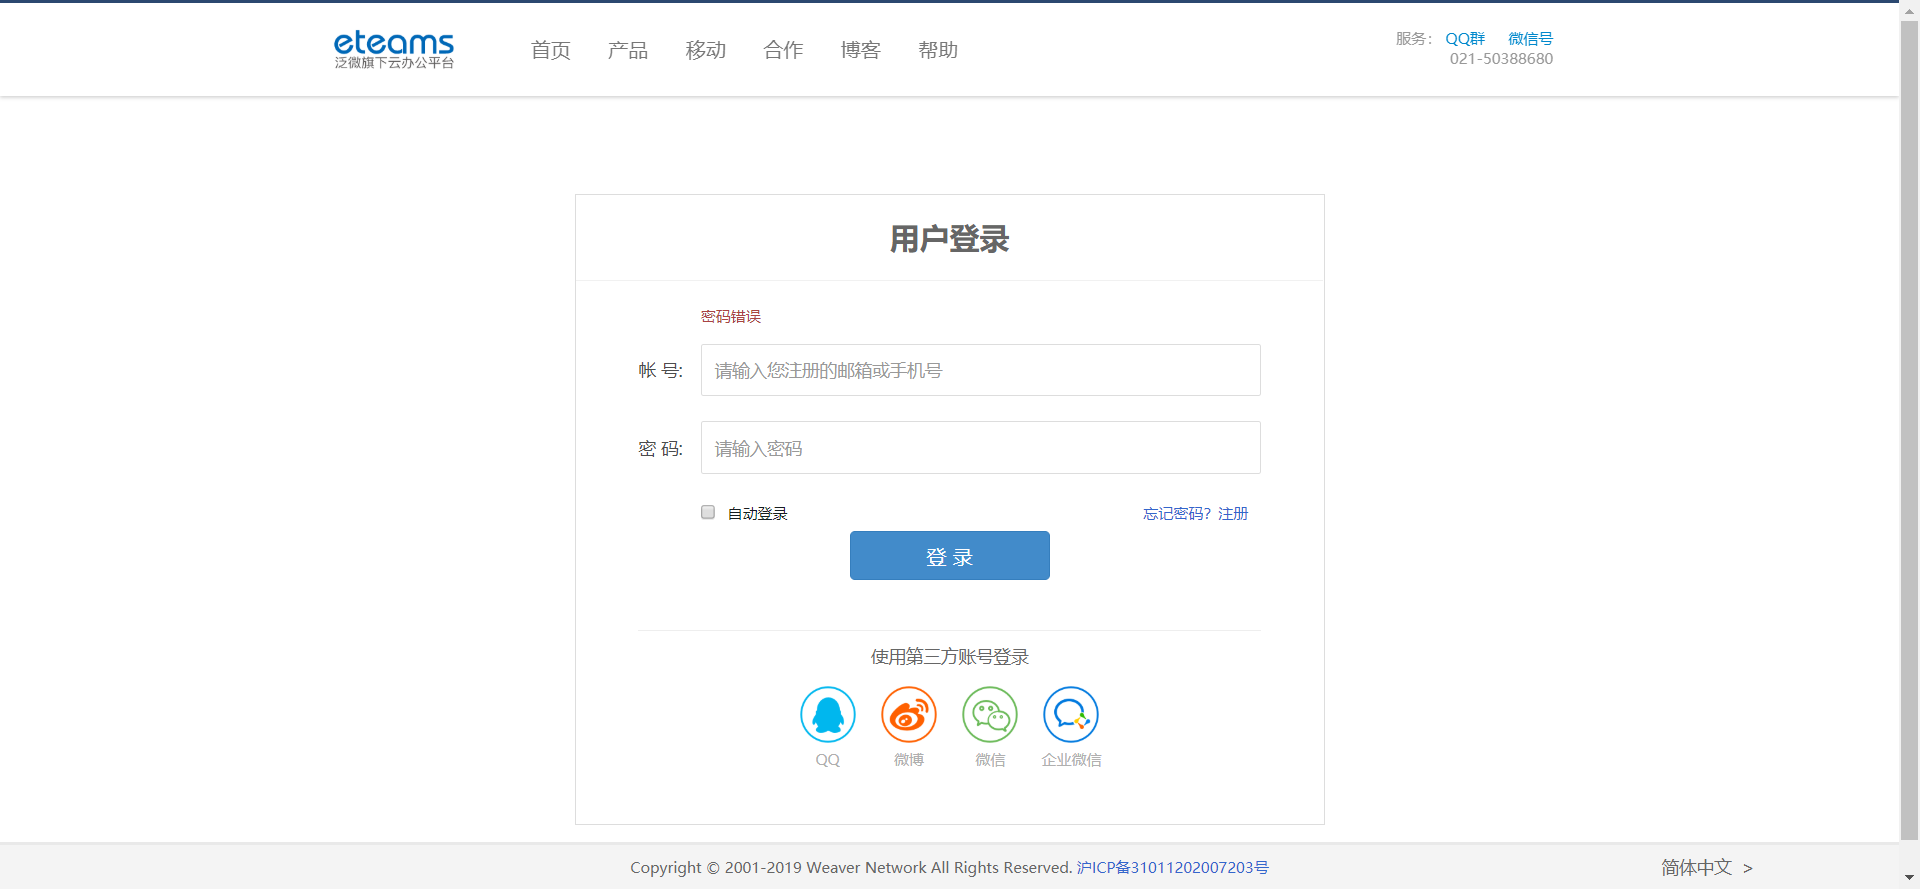 eteams
泛微旗下云办公平台
首页 产品 移动 合作 博客 帮助
服务： QQ群 微信号
021-50388680
用户登录
密码错误
帐 号: 请输入您注册的邮箱或手机号
密 码: 请输入密码
自动登录 忘记密码? 注册
登 录
使用第三方账号登录
QQ 微博 微信 企业微信
Copyright © 2001-2019 Weaver Network All Rights Reserved. 沪ICP备31011202007203号
简体中文 >